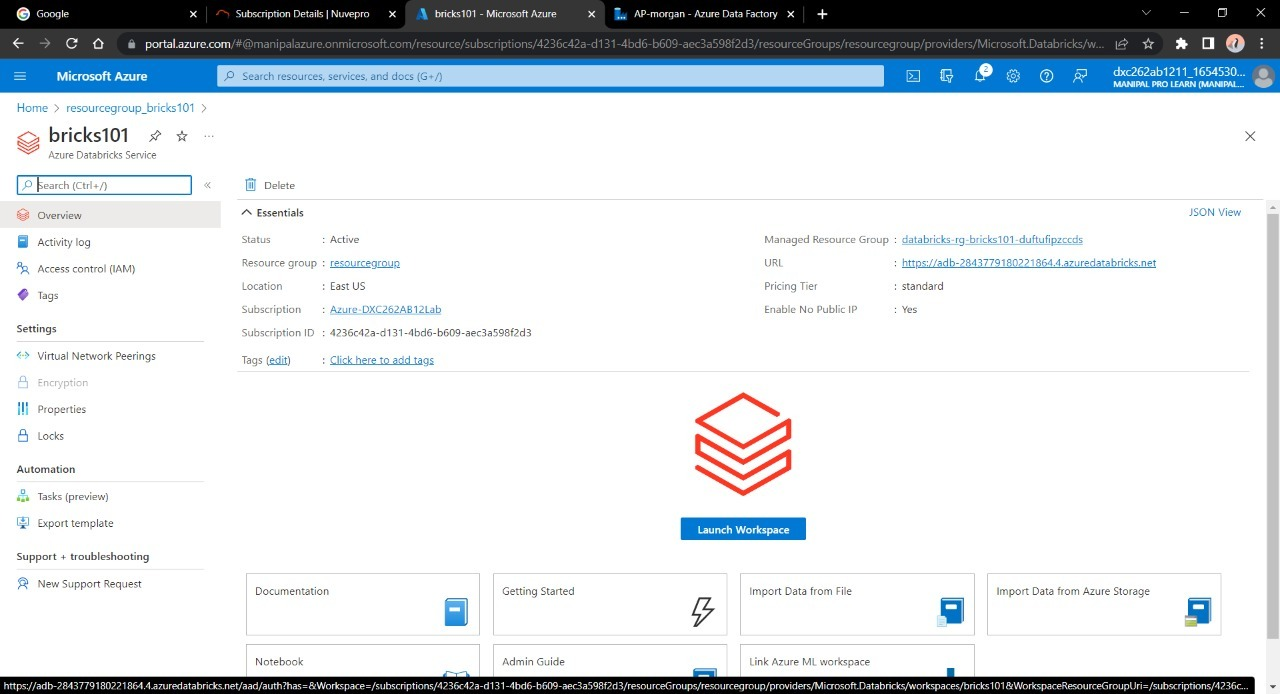 Google
Subscription Details | Nuvepro
bricks101 - Microsoft Azure
AP-morgan - Azure Data Factory
portal.azure.com/#@manipalazure.onmicrosoft.com/resource/subscriptions/4236c42a-d131-4bd6-b609-aec3a598f2d3/resourceGroups/resourcegroup/providers/Microsoft.Databricks/w...
Microsoft Azure
Search resources, services, and docs (G+/)
2
dxc262ab1211_1654530...
MANIPAL PRO LEARN (MANIPAL...
Home > resourcegroup_bricks101 >
bricks101
...
Azure Databricks Service
Search (Ctrl+/)
«
Delete
Overview
Activity log
Access control (IAM)
Tags
Settings
Virtual Network Peerings
Encryption
Properties
Locks
Automation
Tasks (preview)
Export template
Support + troubleshooting
New Support Request
Essentials
JSON View
Status : Active
Resource group : resourcegroup
Location : East US
Subscription : Azure-DXC262AB12Lab
Subscription ID : 4236c42a-d131-4bd6-b609-aec3a598f2d3
Tags (edit) : Click here to add tags
Managed Resource Group : databricks-rg-bricks101-duftufipzccds
URL : https://adb-2843779180221864.4.azuredatabricks.net
Pricing Tier : standard
Enable No Public IP : Yes
Launch Workspace
Documentation
Getting Started
Import Data from File
Import Data from Azure Storage
Notebook
Admin Guide
Link Azure ML workspace
https://adb-2843779180221864.4.azuredatabricks.net/aad/auth?has=&Workspace=/subscriptions/4236c42a-d131-4bd6-b609-aec3a598f2d3/resourceGroups/resourcegroup/providers/Microsoft.Databricks/workspaces/bricks101&WorkspaceResourceGroupUri=/subscriptions/4236c...